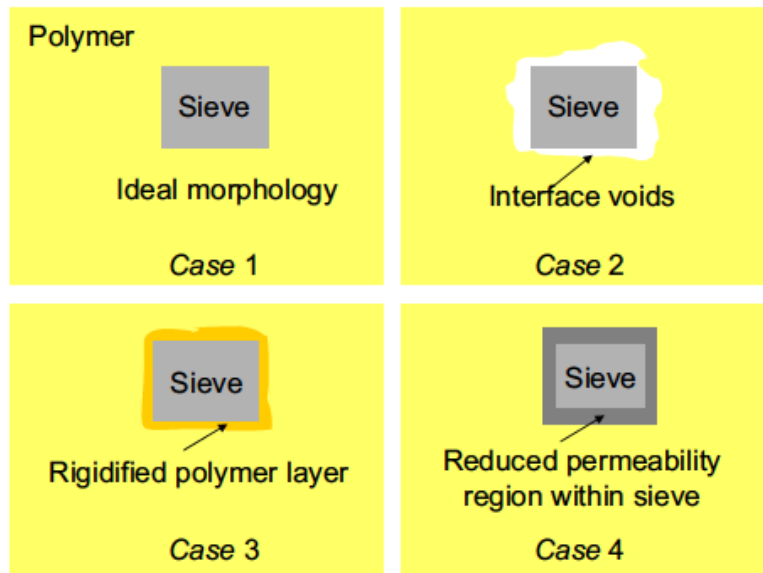 Polymer
Sieve
Ideal morphology
Case 1
Sieve
Interface voids
Case 2
Sieve
Rigidified polymer layer
Case 3
Sieve
Reduced permeability
region within sieve
Case 4